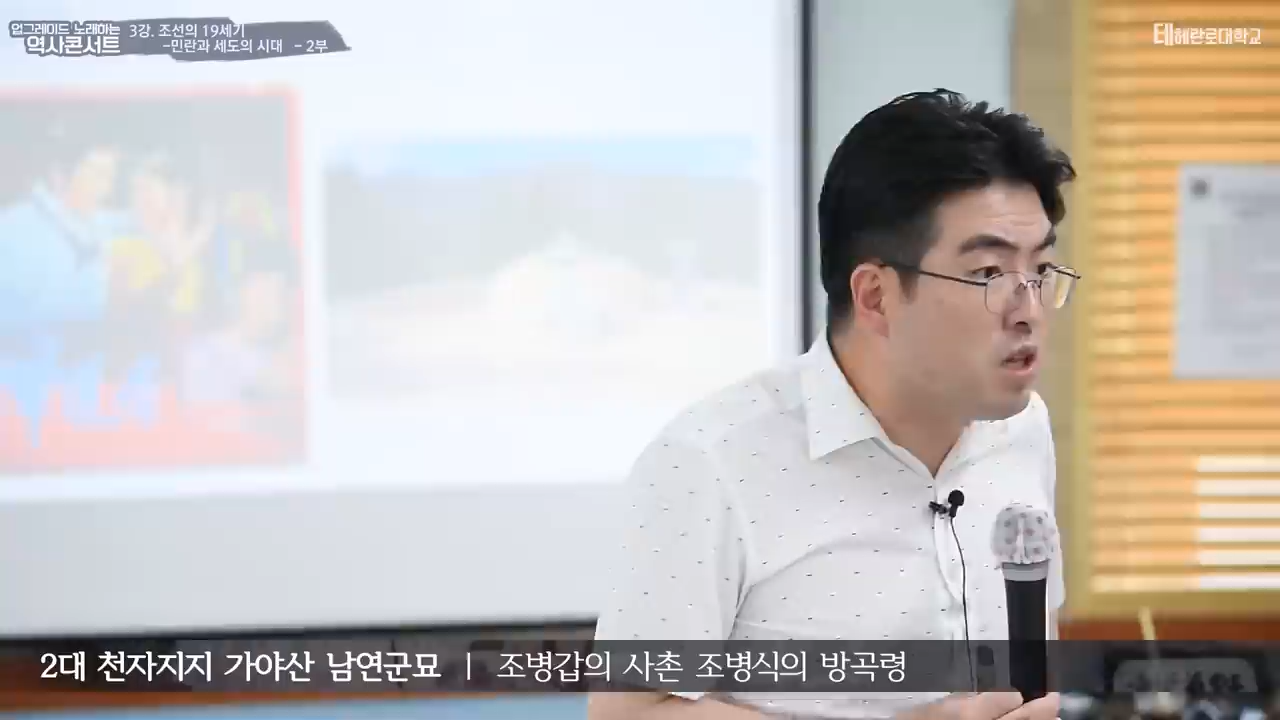 업그레이드 노래하는
역사콘서트
3강. 조선의 19세기
-민란과 세도의 시대 - 2부
테헤란로대학교
2대 천자지지 가야산 남연군묘 | 조병갑의 사촌 조병식의 방곡령